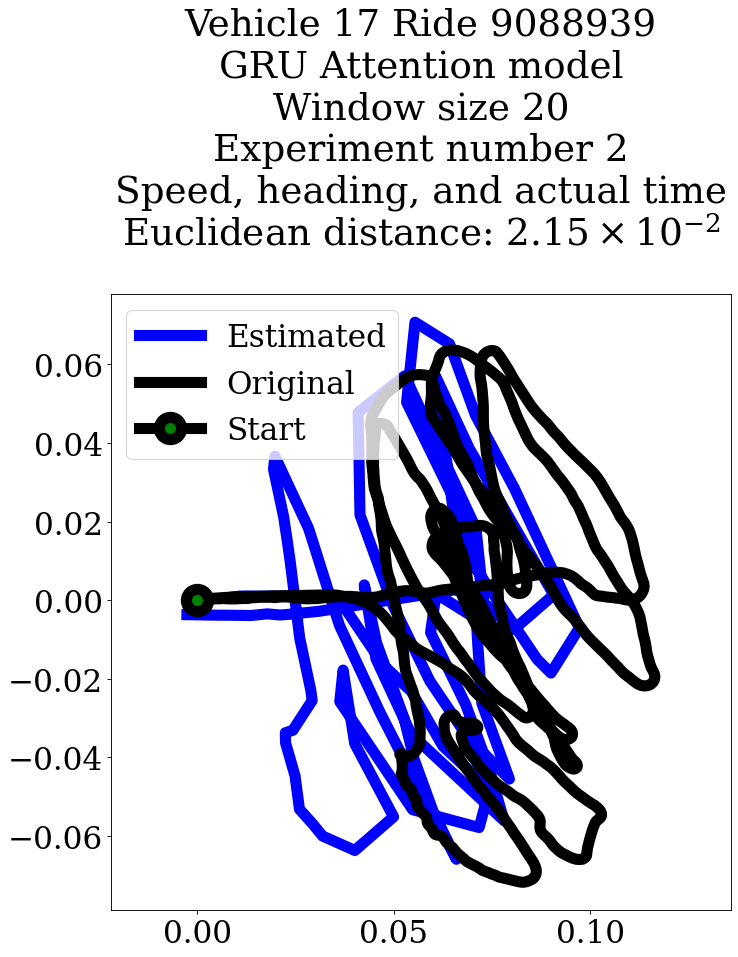 Vehicle 17 Ride 9088939
GRU Attention model
Window size 20
Experiment number 2
Speed, heading, and actual time
Euclidean distance: 2.15 × 10⁻²
Estimated
Original
Start
0.06
0.04
0.02
0.00
−0.02
−0.04
−0.06
0.00 0.05 0.10